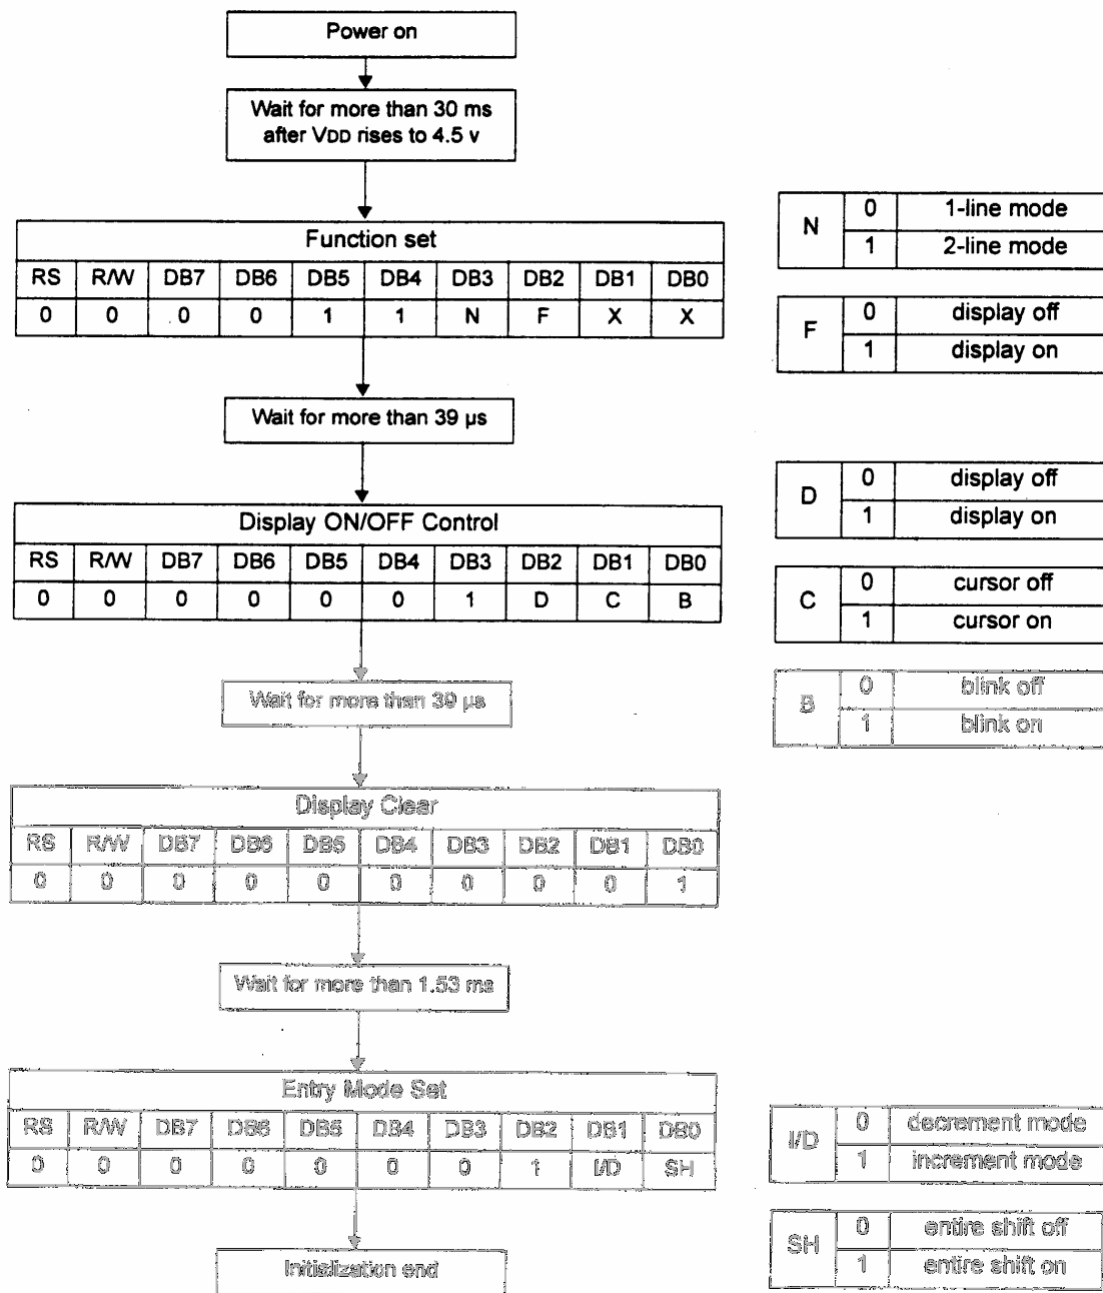 Power on
Wait for more than 30 ms
after VDD rises to 4.5 v
Function set
RS R/W DB7 DB6 DB5 DB4 DB3 DB2 DB1 DB0
0 0 0 0 1 1 N F X X
N 0 1-line mode
1 2-line mode
F 0 display off
1 display on
Wait for more than 39 µs
Display ON/OFF Control
RS R/W DB7 DB6 DB5 DB4 DB3 DB2 DB1 DB0
0 0 0 0 0 0 1 D C B
D 0 display off
1 display on
C 0 cursor off
1 cursor on
B 0 blink off
1 blink on
Wait for more than 39 µs
Display Clear
RS R/W DB7 DB6 DB5 DB4 DB3 DB2 DB1 DB0
0 0 0 0 0 0 0 0 0 1
Wait for more than 1.53 ms
Entry Mode Set
RS R/W DB7 DB6 DB5 DB4 DB3 DB2 DB1 DB0
0 0 0 0 0 0 0 1 I/D SH
I/D 0 decrement mode
1 increment mode
SH 0 entire shift off
1 entire shift on
Initialization end